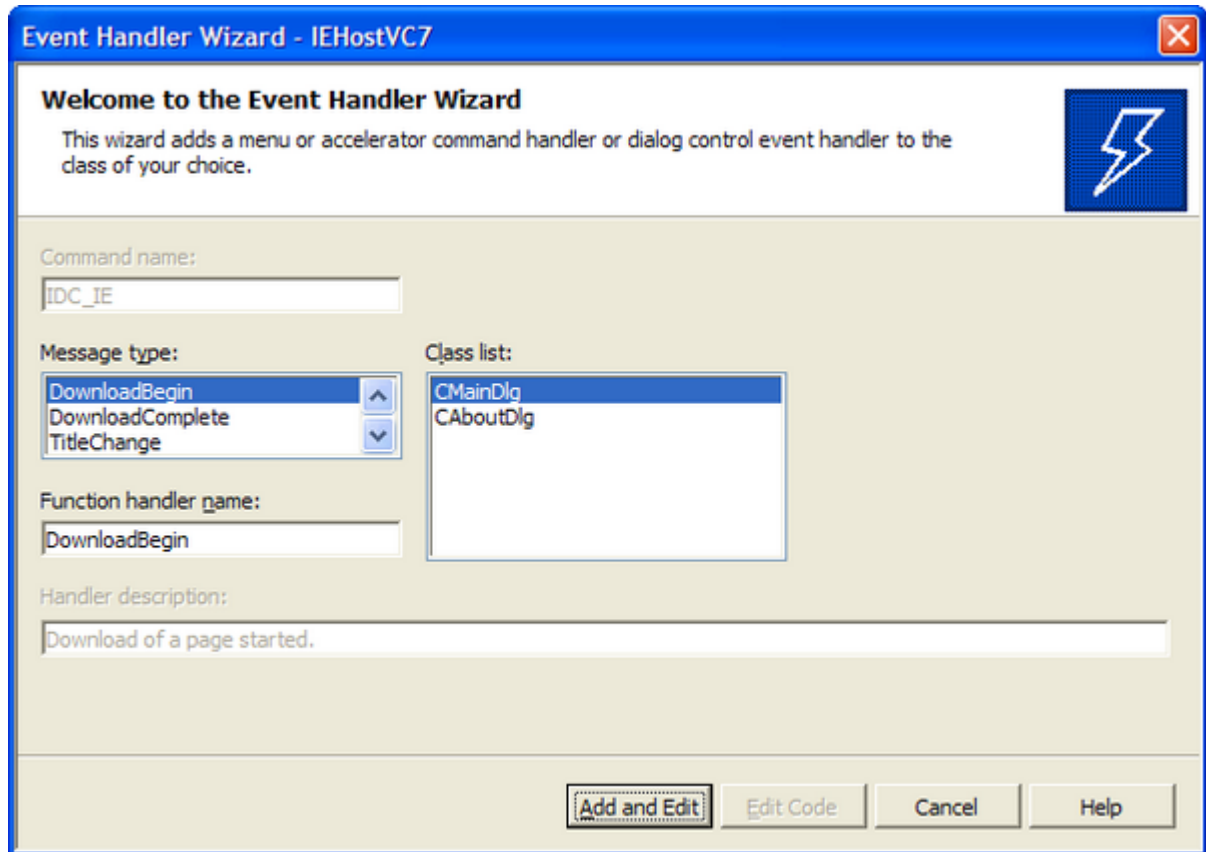 Event Handler Wizard - IEHostVC7
Welcome to the Event Handler Wizard
This wizard adds a menu or accelerator command handler or dialog control event handler to the
class of your choice.
Command name:
IDC_IE
Message type:
DownloadBegin
DownloadComplete
TitleChange
Class list:
CMainDlg
CAboutDlg
Function handler name:
DownloadBegin
Handler description:
Download of a page started.
Add and Edit
Edit Code
Cancel
Help